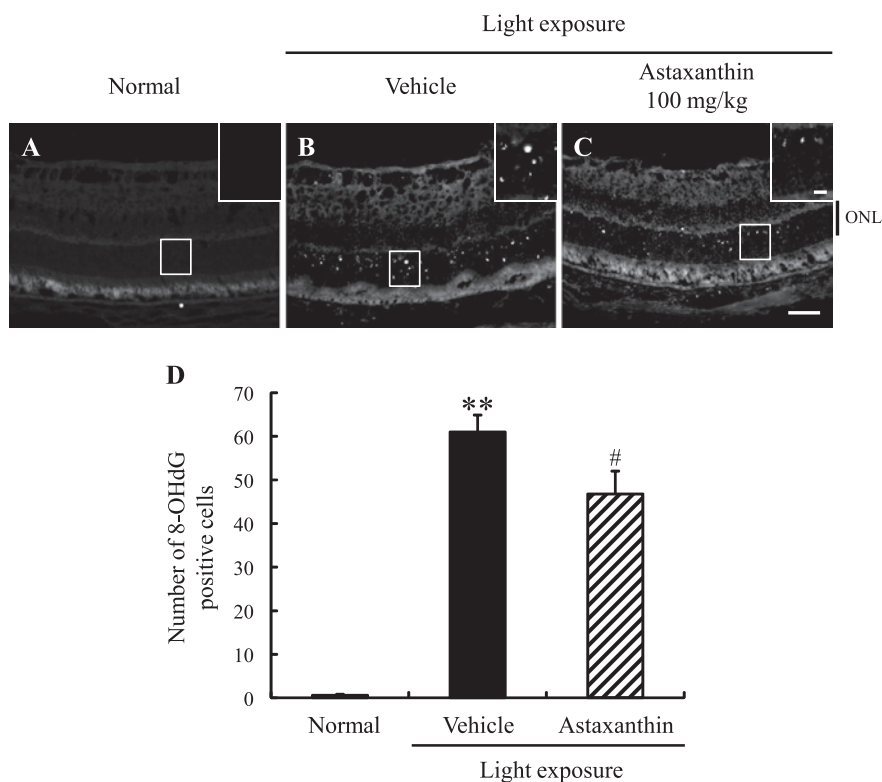 Light exposure
Normal
Vehicle
Astaxanthin
100 mg/kg
A
B
C
ONL
D
70
60
50
40
30
20
10
0
Number of 8-OHdG
positive cells
**
#
Normal
Vehicle
Astaxanthin
Light exposure